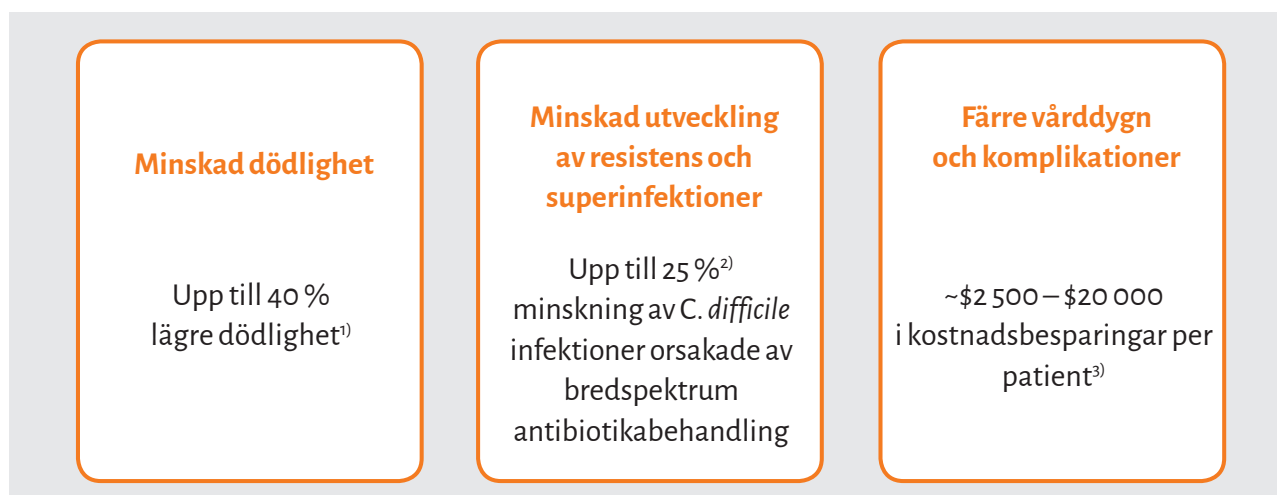 Minskad dödlighet
Upp till 40 %
lägre dödlighet1)
Minskad utveckling
av resistens och
superinfektioner
Upp till 25 %2)
minskning av C. difficile
infektioner orsakade av
bredspektrum
antibiotikabehandling
Färre vårddygn
och komplikationer
~$2 500 – $20 000
i kostnadsbesparingar per
patient3)